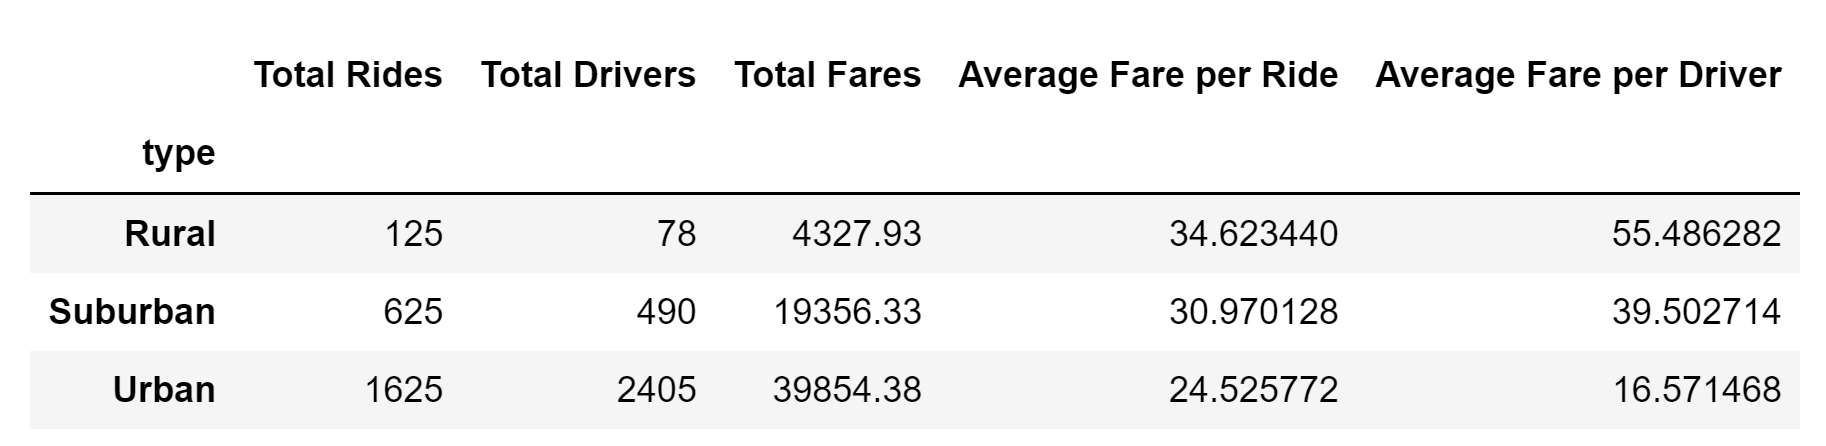 Total Rides Total Drivers Total Fares Average Fare per Ride Average Fare per Driver
type
Rural 125 78 4327.93 34.623440 55.486282
Suburban 625 490 19356.33 30.970128 39.502714
Urban 1625 2405 39854.38 24.525772 16.571468